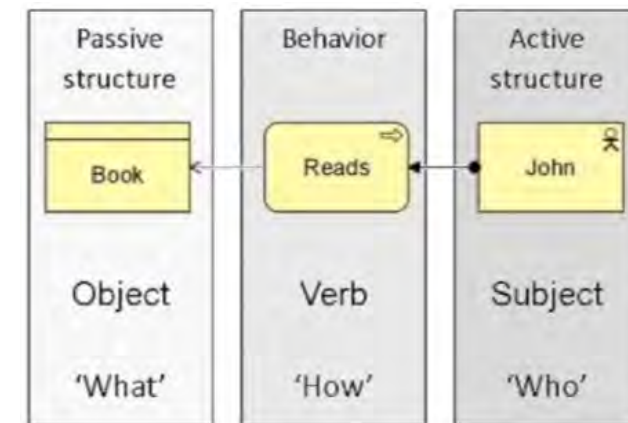 Passive
structure
Book
Object
'What'
Behavior
Reads
Verb
'How'
Active
structure
John
Subject
'Who'